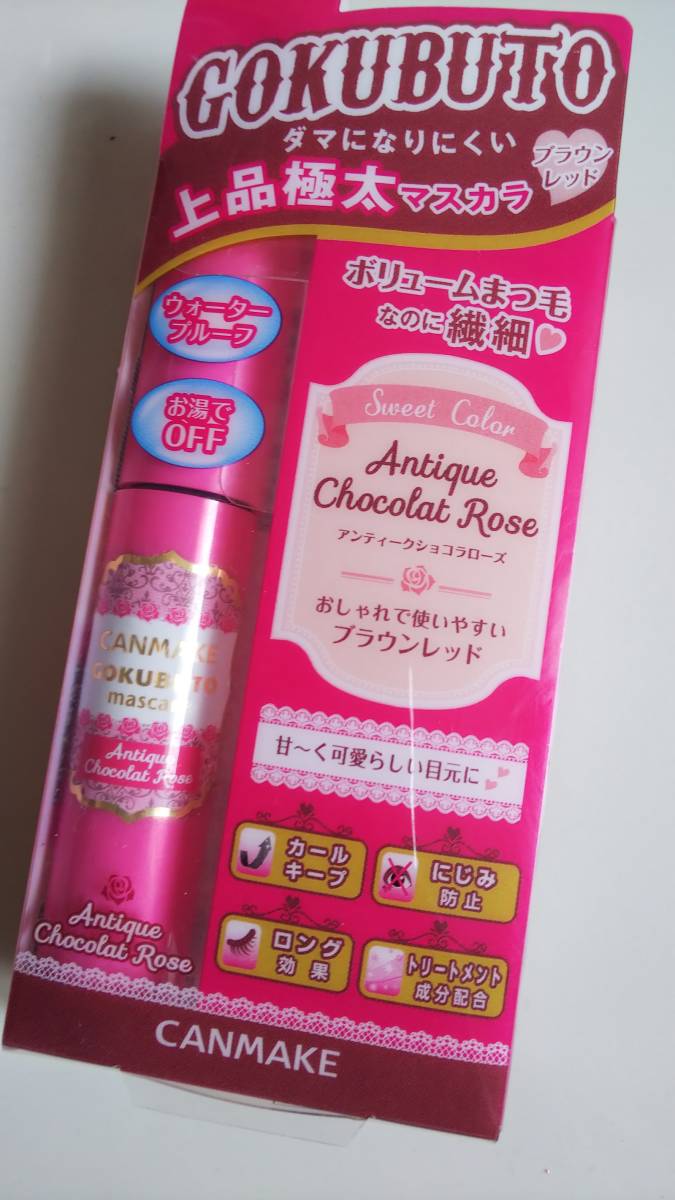 GOKUBUTO
ダマになりにくい
上品極太マスカラ
ブラウン
レッド
ボリュームまつ毛
なのに繊細
ウォーター
プルーフ
お湯で
OFF
Sweet Color
Antique
Chocolat Rose
アンティークショコラローズ
おしゃれで使いやすい
ブラウンレッド
CANMAKE
GOKUBUTO
mascara
Antique
Chocolat Rose
Antique
Chocolat Rose
甘〜く可愛らしい目元に
カール
キープ
にじみ
防止
ロング
効果
トリートメント
成分配合
CANMAKE